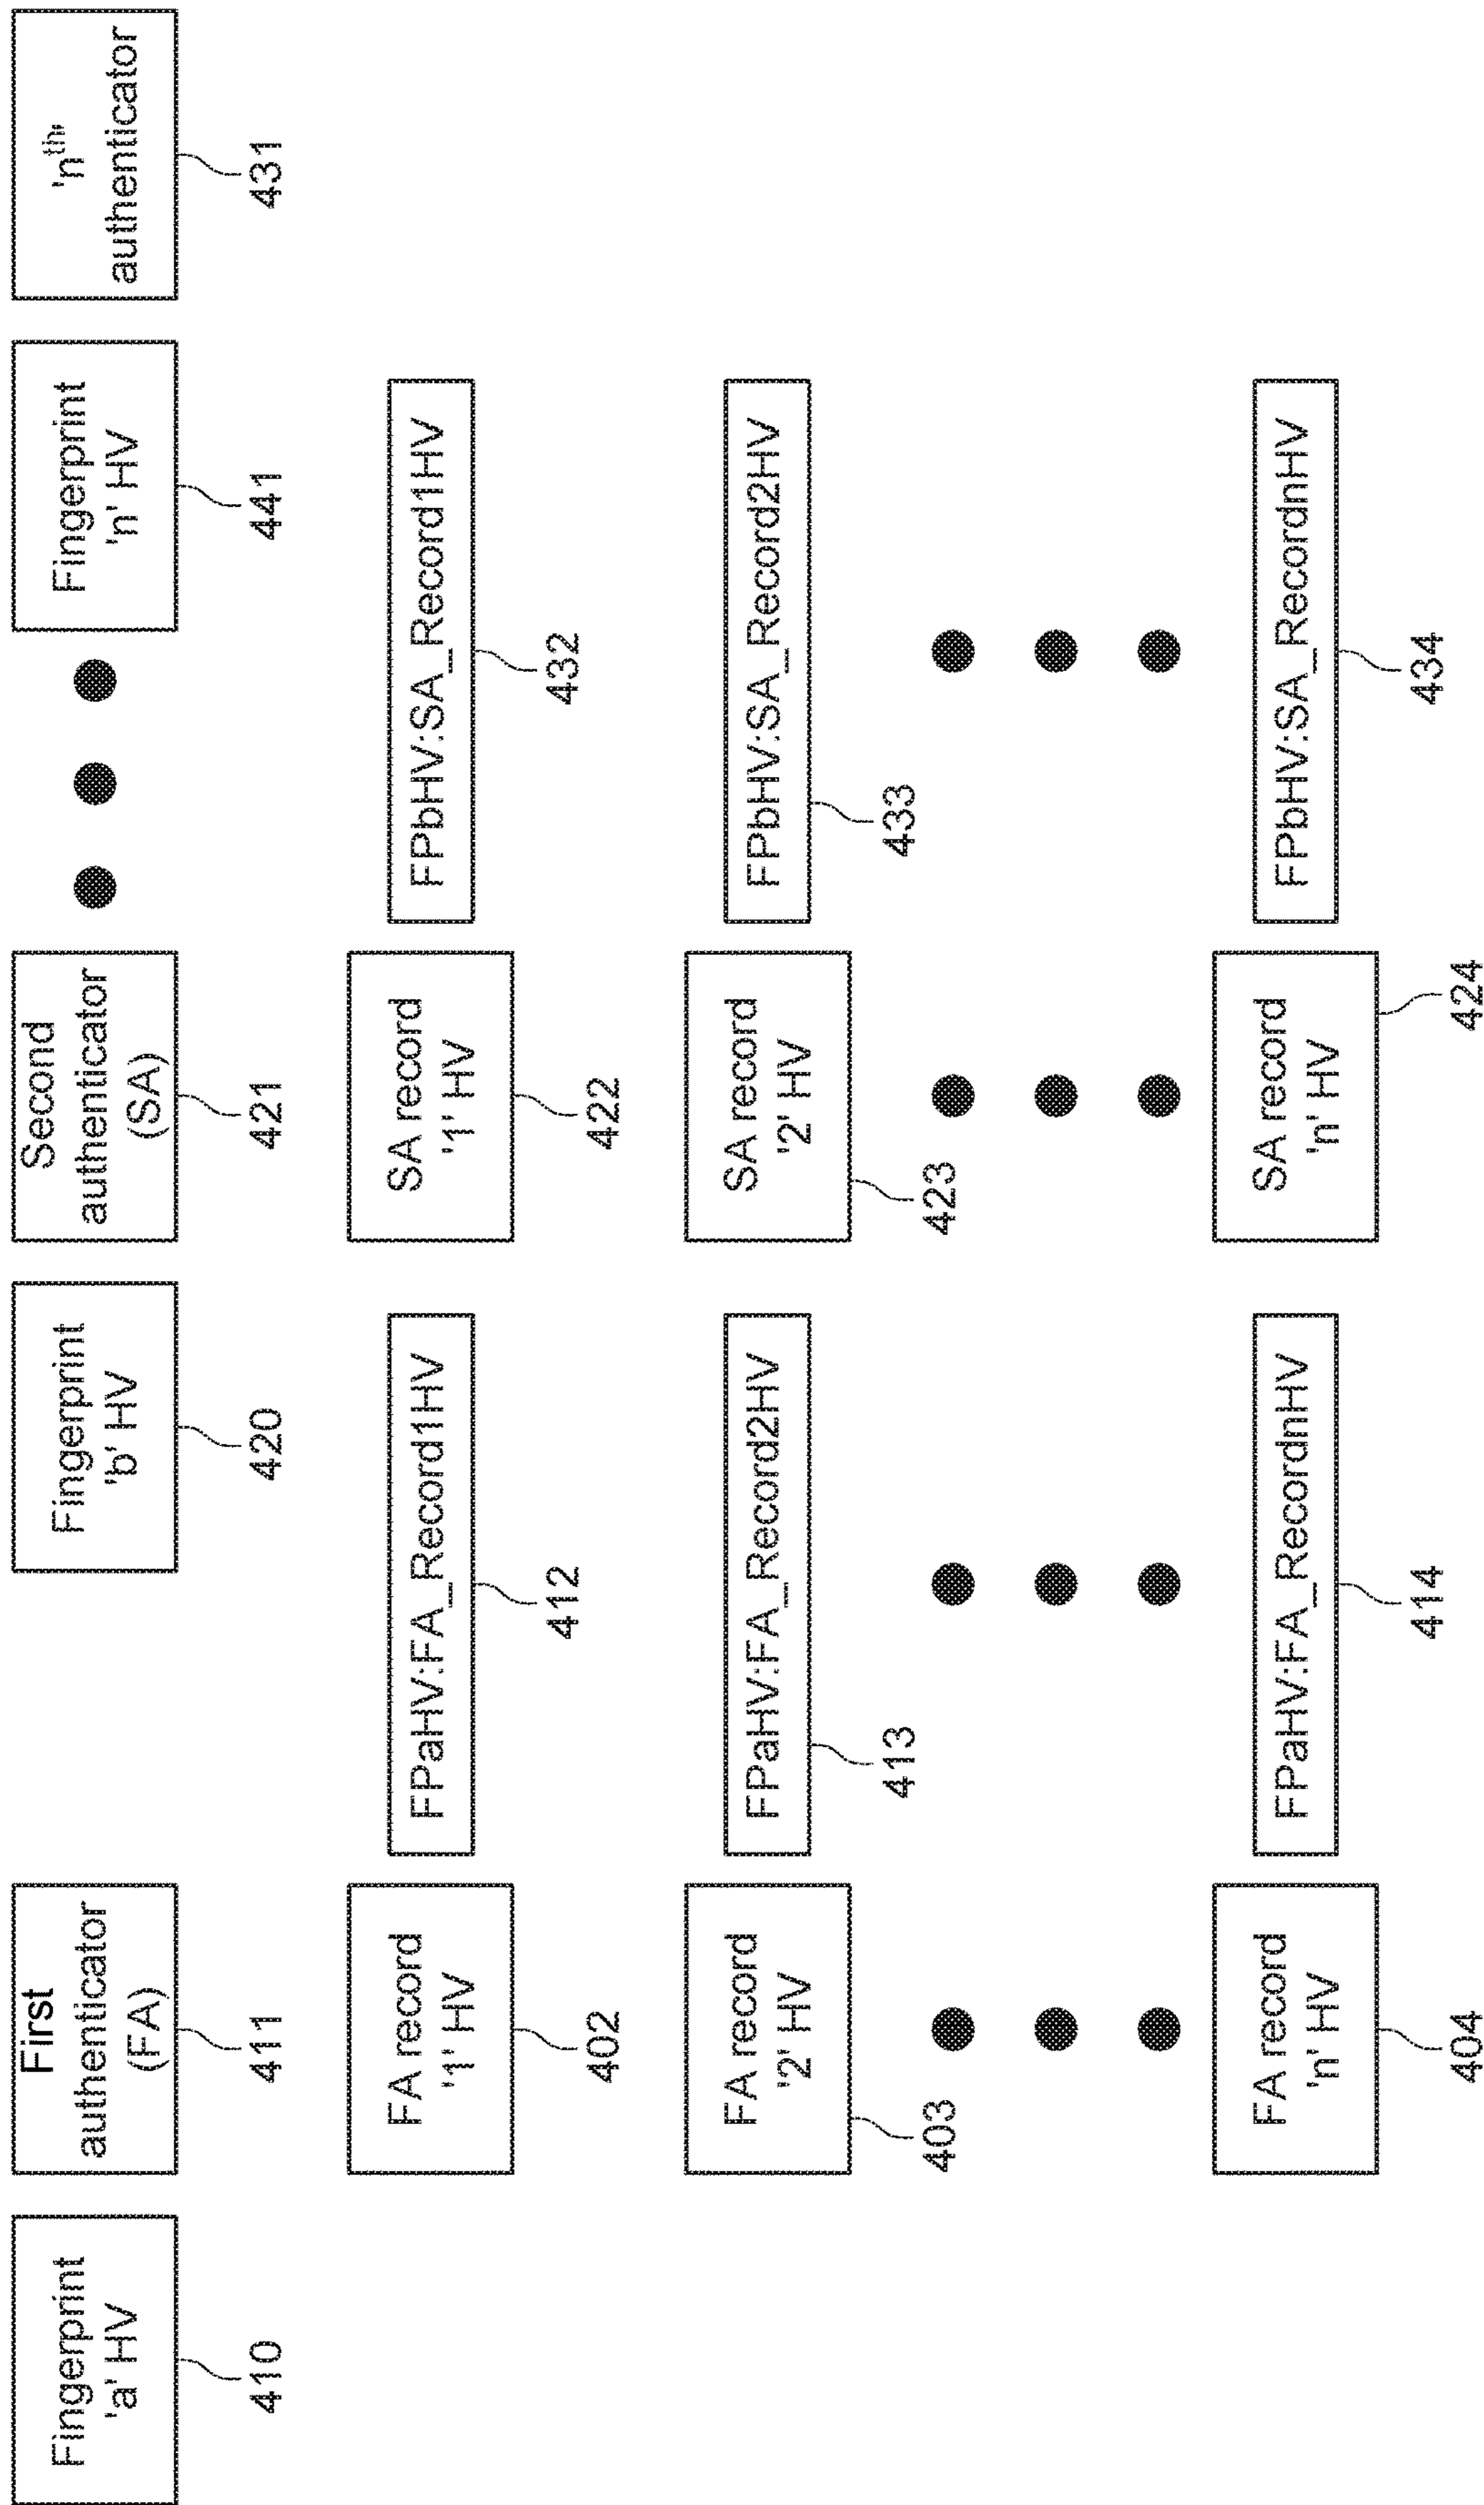 Fingerprint
'a' HV
410
First
authenticator
(FA)
411
Fingerprint
'b' HV
420
Second
authenticator
(SA)
421
Fingerprint
'n' HV
441
'nth'
authenticator
431
FA record
'1' HV
402
FPaHV:FA_Record1HV
412
SA record
'1' HV
422
FPbHV:SA_Record1HV
432
FA record
'2' HV
403
FPaHV:FA_Record2HV
413
SA record
'2' HV
423
FPbHV:SA_Record2HV
433
FA record
'n' HV
404
FPaHV:FA_RecordnHV
414
SA record
'n' HV
424
FPbHV:SA_RecordnHV
434